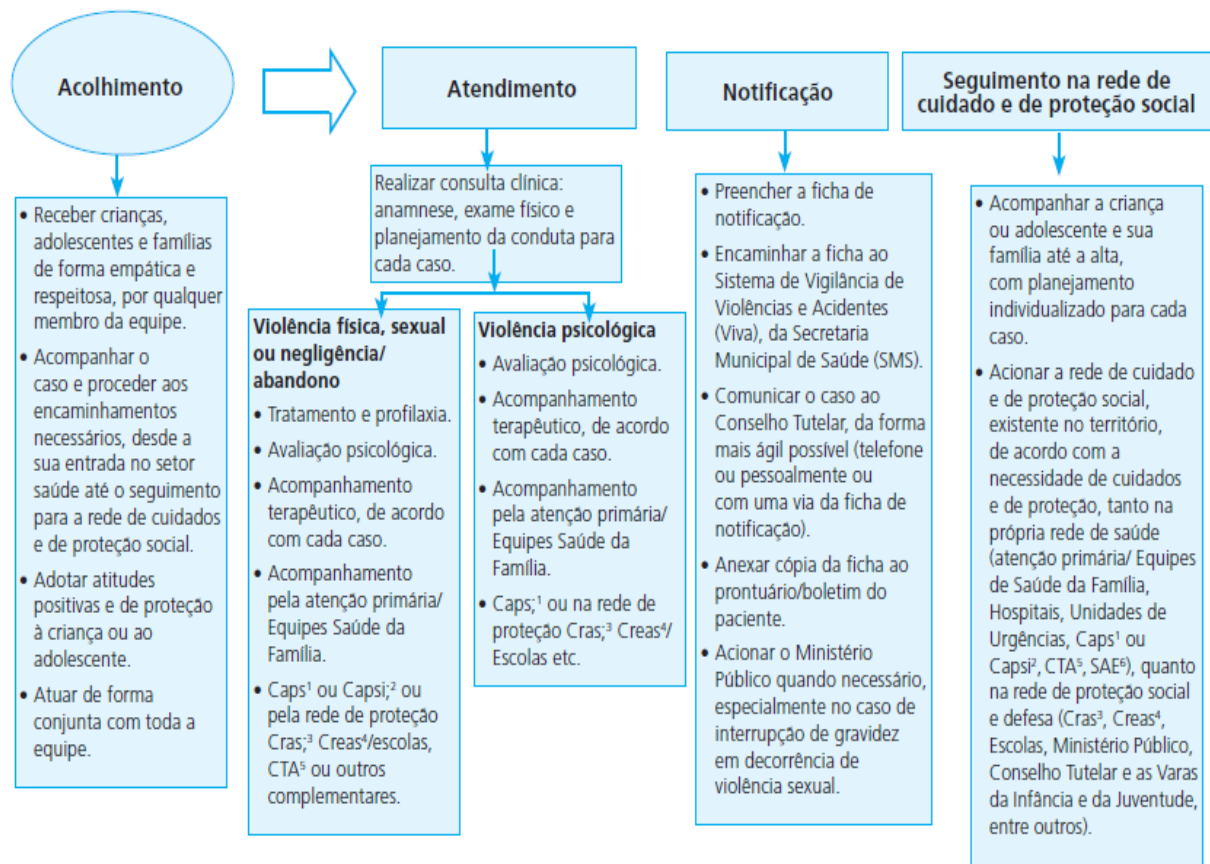 Acolhimento
Receber crianças,
adolescentes e famílias
de forma empática e
respeitosa, por qualquer
membro da equipe.
Acompanhar o
caso e proceder aos
encaminhamentos
necessários, desde a
sua entrada no setor
saúde até o seguimento
para a rede de cuidados
e de proteção social.
Adotar atitudes
positivas e de proteção
à criança ou ao
adolescente.
Atuar de forma
conjunta com toda a
equipe.
Atendimento
Realizar consulta clínica:
anamnese, exame físico e
planejamento da conduta para
cada caso.
Violência física, sexual
ou negligência/
abandono
• Tratamento e profilaxia.
• Avaliação psicológica.
• Acompanhamento
terapêutico, de acordo
com cada caso.
• Acompanhamento
pela atenção primária/
Equipes Saúde da
Família.
• Caps¹ ou Capsi;² ou
pela rede de proteção
Cras;³ Creas⁴/escolas,
CTA⁵ ou outros
complementares.
Violência psicológica
• Avaliação psicológica.
• Acompanhamento
terapêutico, de acordo
com cada caso.
• Acompanhamento
pela atenção primária/
Equipes Saúde da
Família.
• Caps;¹ ou na rede de
proteção Cras;³ Creas⁴/
Escolas etc.
Notificação
• Preencher a ficha de
notificação.
• Encaminhar a ficha ao
Sistema de Vigilância de
Violências e Acidentes
(Viva), da Secretaria
Municipal de Saúde (SMS).
• Comunicar o caso ao
Conselho Tutelar, da forma
mais ágil possível (telefone
ou pessoalmente ou
com uma via da ficha de
notificação).
• Anexar cópia da ficha ao
prontuário/boletim do
paciente.
• Acionar o Ministério
Público quando necessário,
especialmente no caso de
interrupção de gravidez
em decorrência de
violência sexual.
Seguimento na rede de
cuidado e de proteção social
• Acompanhar a criança
ou adolescente e sua
família até a alta,
com planejamento
individualizado para cada
caso.
• Acionar a rede de cuidado
e de proteção social,
existente no território,
de acordo com a
necessidade de cuidados
e de proteção, tanto na
própria rede de saúde
(atenção primária/ Equipes
de Saúde da Família,
Hospitais, Unidades de
Urgências, Caps¹ ou
Capsi², CTA⁵, SAE⁶), quanto
na rede de proteção social
e defesa (Cras³, Creas⁴,
Escolas, Ministério Público,
Conselho Tutelar e as Varas
da Infância e da Juventude,
entre outros).